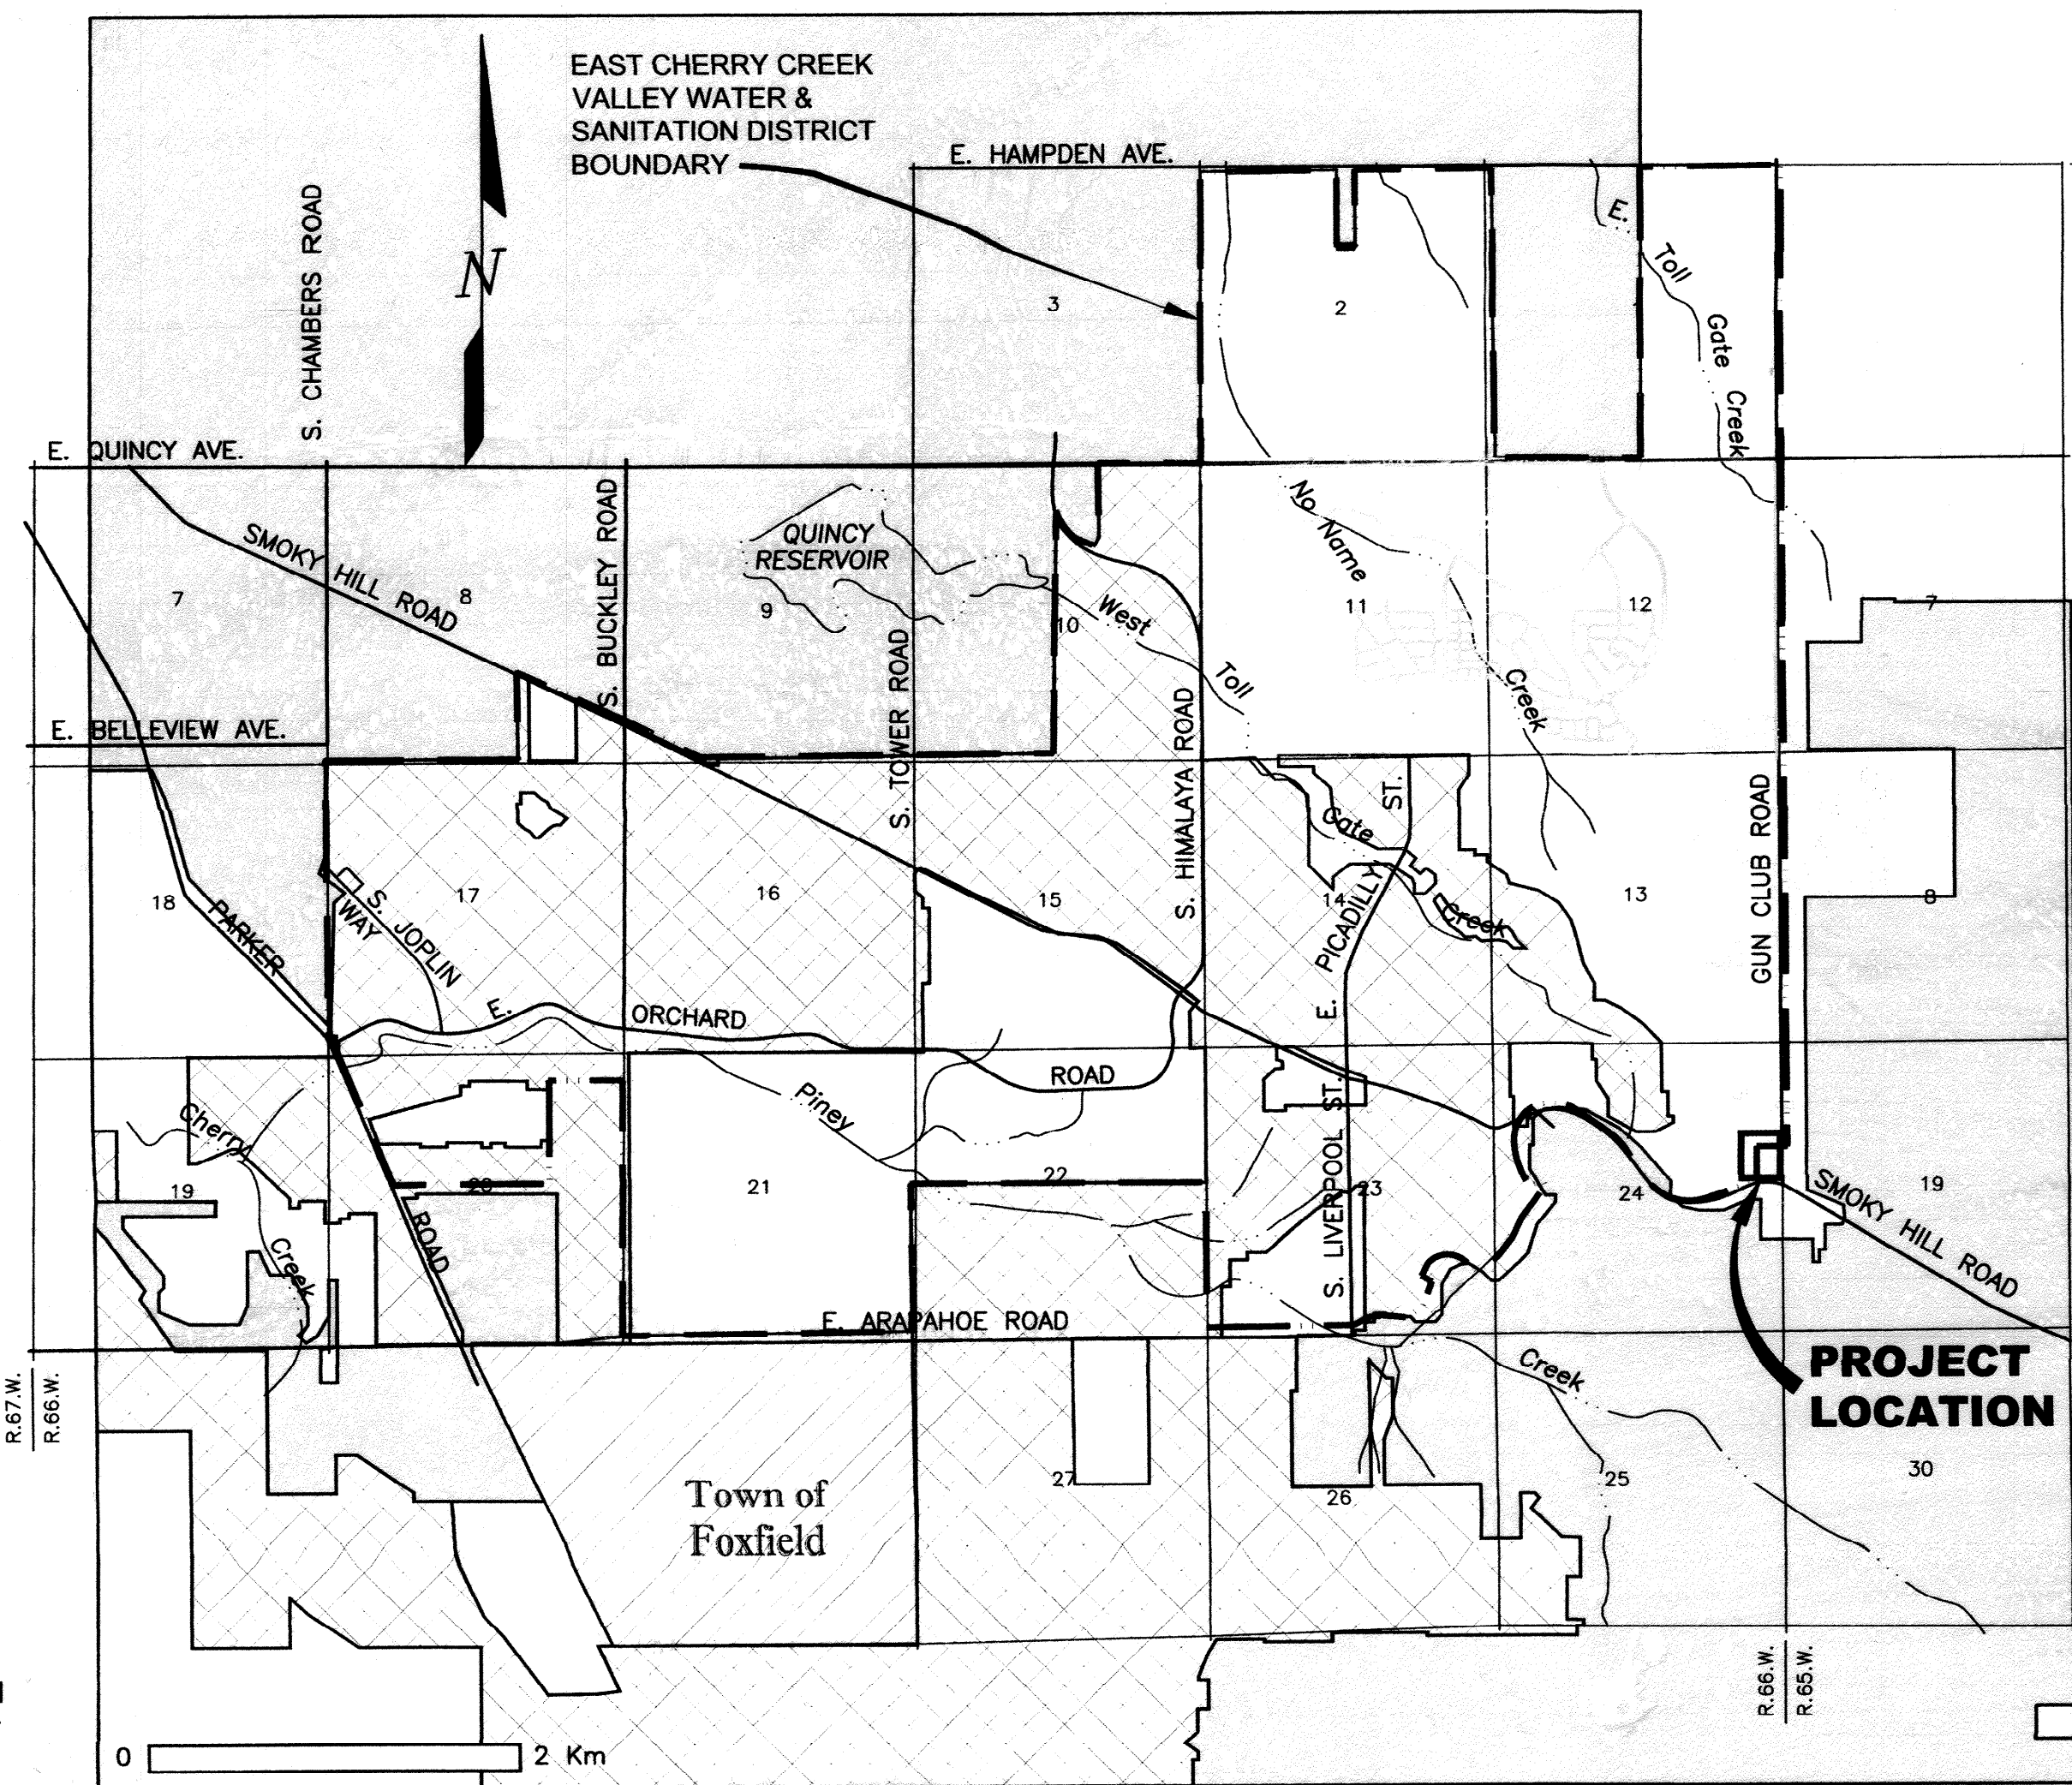 EAST CHERRY CREEK
VALLEY WATER &
SANITATION DISTRICT
BOUNDARY
E. HAMPDEN AVE.
S. CHAMBERS ROAD
N
E.
Toll
Gate
Creek
3
2
E. QUINCY AVE.
SMOKY HILL ROAD
S. BUCKLEY ROAD
QUINCY
RESERVOIR
S. TOWER ROAD
No Name
Creek
7
8
9
10
11
12
7
West
Toll
Gate
Creek
E. BELLEVIEW AVE.
S. HIMALAYA ROAD
E. PICADILLY ST.
GUN CLUB ROAD
18
17
16
15
14
13
8
PARKER
ROAD
S. JOPLIN
WAY
E. ORCHARD
ROAD
Piney
Creek
Cherry
Creek
S. LIVERPOOL ST.
19
20
21
22
23
24
19
SMOKY HILL ROAD
E. ARAPAHOE ROAD
PROJECT
LOCATION
R.67.W.
R.66.W.
Town of
Foxfield
27
26
25
30
R.66.W.
R.65.W.
0
2 Km